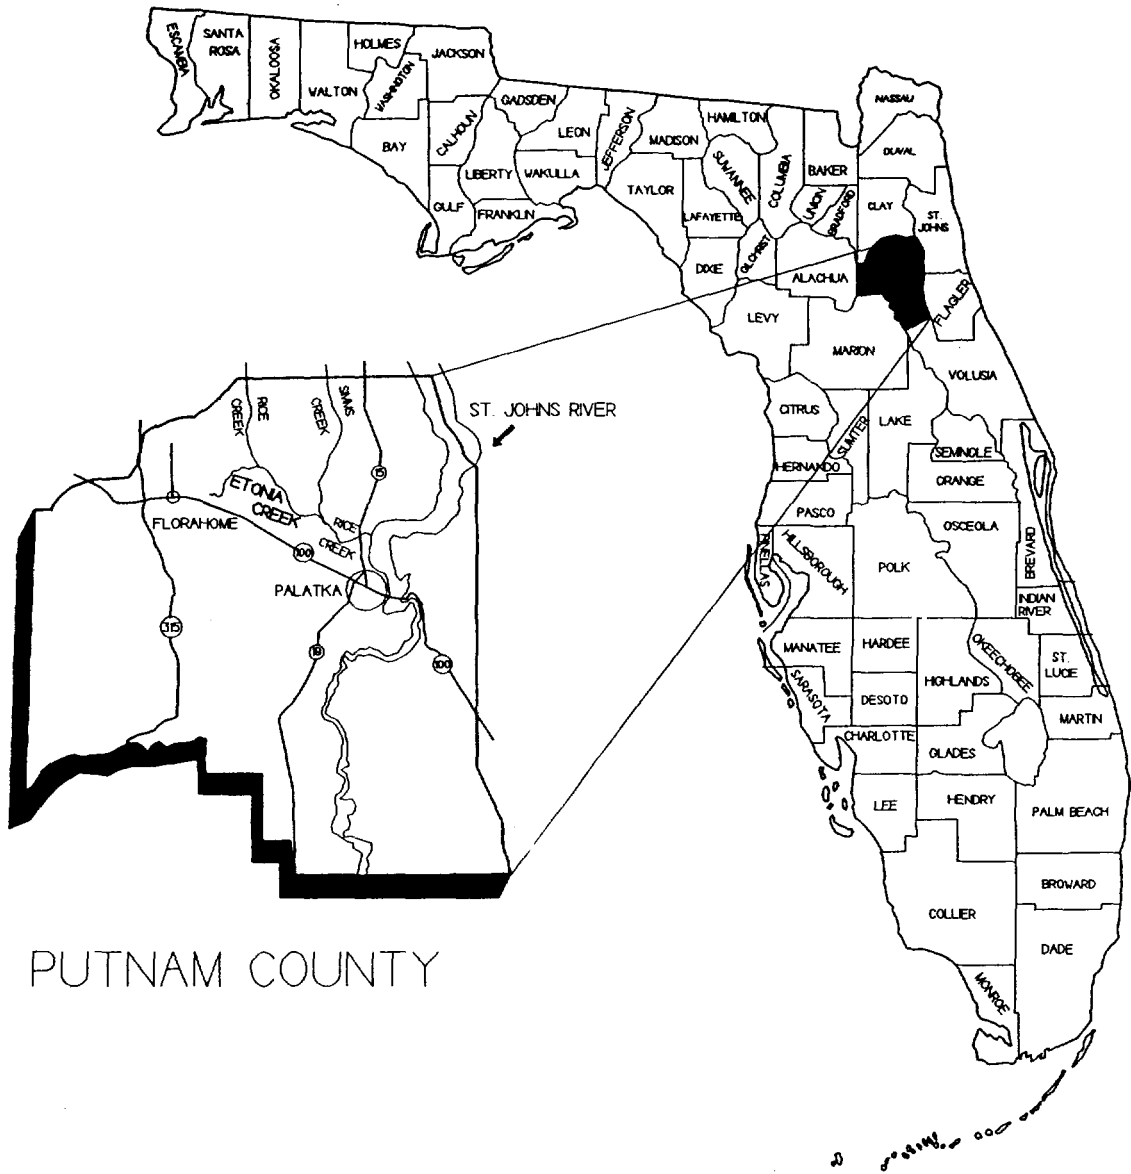 ESCAMBIA
SANTA
ROSA
OKALOOSA
WALTON
HOLMES
WASHINGTON
JACKSON
BAY
CALHOUN
GULF
LIBERTY
GADSDEN
FRANKLIN
LEON
WAKULLA
JEFFERSON
MADISON
TAYLOR
HAMILTON
SUWANNEE
LAFAYETTE
DIXIE
COLUMBIA
GILCHRIST
BAKER
UNION
BRADFORD
NASSAU
DUVAL
CLAY
ST.
JOHNS
ALACHUA
LEVY
MARION
FLAGLER
VOLUSIA
CITRUS
SUMTER
LAKE
HERNANDO
SEMINOLE
ORANGE
PASCO
OSCEOLA
PINELLAS
HILLSBOROUGH
POLK
BREVARD
INDIAN
RIVER
MANATEE
HARDEE
OKEECHOBEE
ST.
LUCIE
SARASOTA
DESOTO
HIGHLANDS
MARTIN
CHARLOTTE
GLADES
LEE
HENDRY
PALM BEACH
COLLIER
BROWARD
DADE
MONROE
RICE
CREEK
SIMMS
CREEK
ST. JOHNS RIVER
15
ETONIA
CREEK
FLORAHOME
RICE
CREEK
100
PALATKA
315
19
100
PUTNAM COUNTY